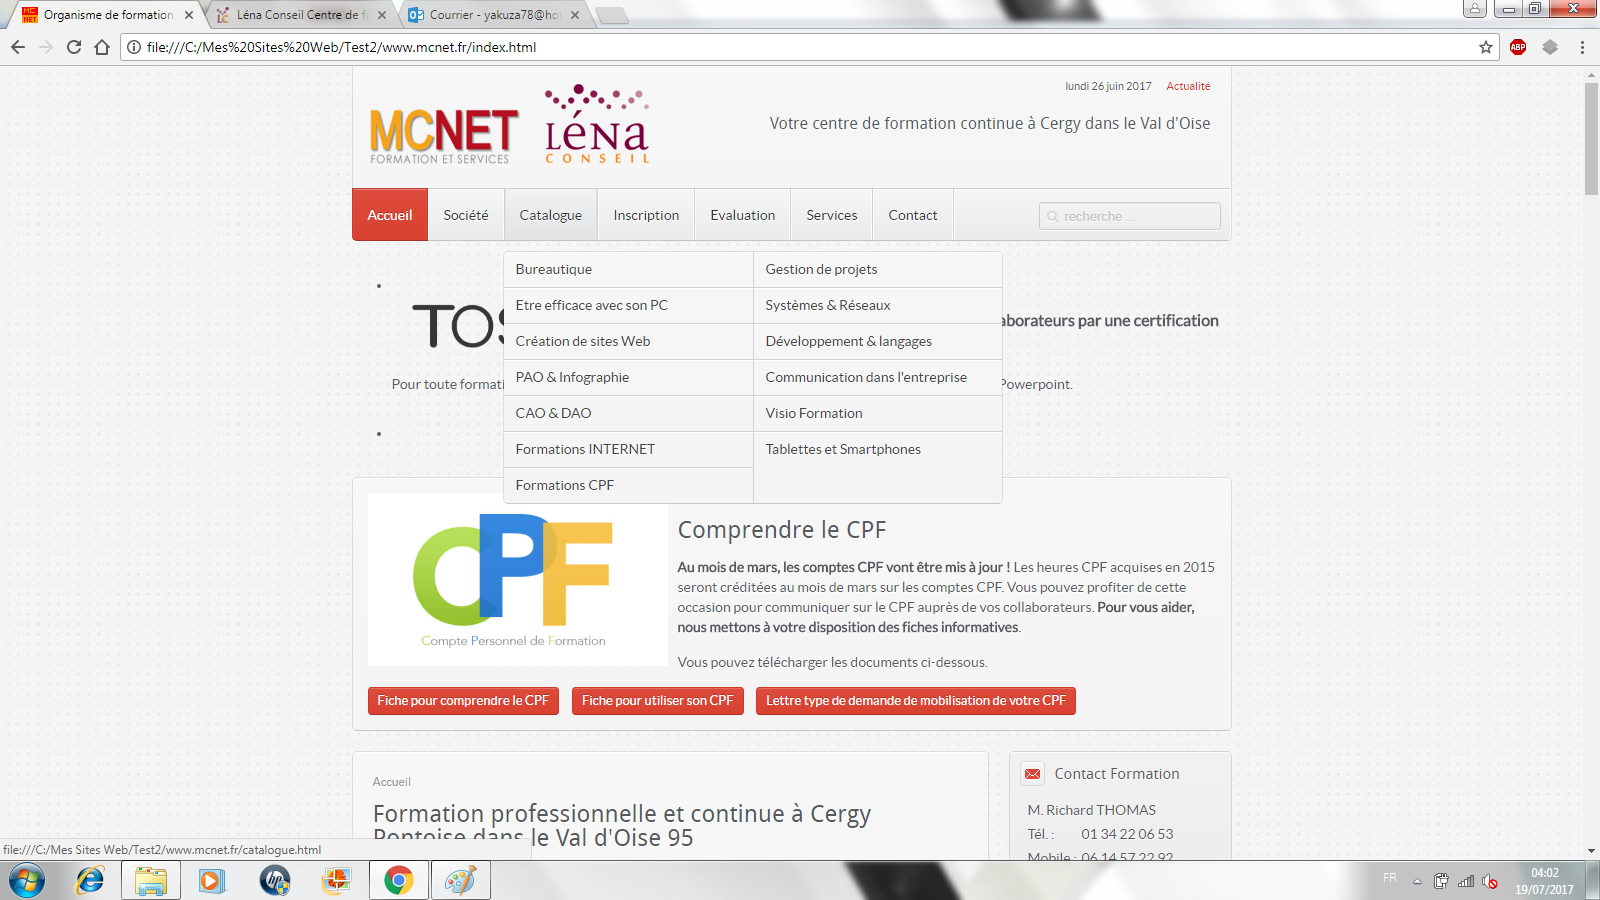 Organisme de formation
Léna Conseil Centre de f
Courrier - yakuza78@hot
file:///C:/Mes%20Sites%20Web/Test2/www.mcnet.fr/index.html
ABP
lundi 26 juin 2017 Actualité
MCNET
FORMATION ET SERVICES
LéNA
CONSEIL
Votre centre de formation continue à Cergy dans le Val d'Oise
Accueil Société Catalogue Inscription Evaluation Services Contact recherche ...
Bureautique Gestion de projets
Etre efficace avec son PC Systèmes & Réseaux
Création de sites Web Développement & langages
PAO & Infographie Communication dans l'entreprise
CAO & DAO Visio Formation
Formations INTERNET Tablettes et Smartphones
Formations CPF
TOS
aborateurs par une certification
Pour toute formati
Powerpoint.
CPF
Compte Personnel de Formation
Comprendre le CPF
Au mois de mars, les comptes CPF vont être mis à jour ! Les heures CPF acquises en 2015
seront créditées au mois de mars sur les comptes CPF. Vous pouvez profiter de cette
occasion pour communiquer sur le CPF auprès de vos collaborateurs. Pour vous aider,
nous mettons à votre disposition des fiches informatives.
Vous pouvez télécharger les documents ci-dessous.
Fiche pour comprendre le CPF Fiche pour utiliser son CPF Lettre type de demande de mobilisation de votre CPF
Accueil
Formation professionnelle et continue à Cergy
Pontoise dans le Val d'Oise 95
Contact Formation
M. Richard THOMAS
Tél. : 01 34 22 06 53
Mobile : 06 14 57 22 92
file:///C:/Mes Sites Web/Test2/www.mcnet.fr/catalogue.html
FR
04:02
19/07/2017